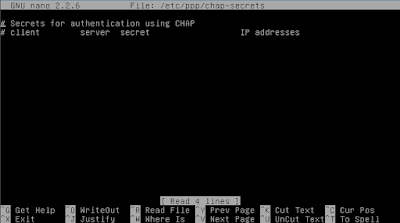 GNU nano 2.2.6 File: /etc/ppp/chap-secrets
# Secrets for authentication using CHAP
# client server secret IP addresses
[ Read 4 lines ]
^G Get Help ^O WriteOut ^R Read File ^Y Prev Page ^K Cut Text ^C Cur Pos
^X Exit ^J Justify ^W Where Is ^V Next Page ^U UnCut Text ^T To Spell